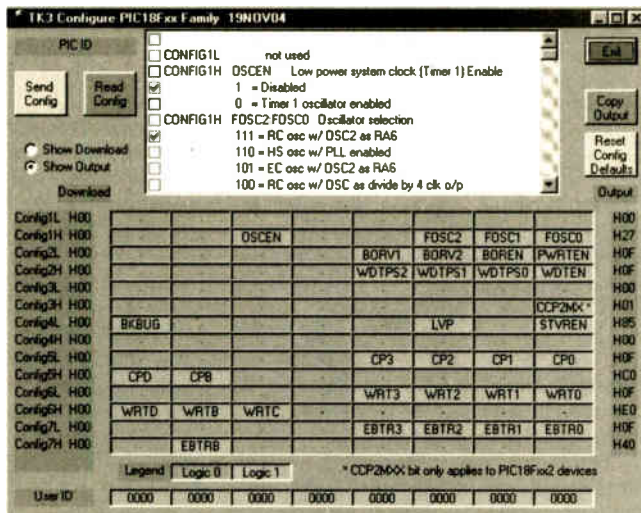 TK3 Configure PIC18Fxx Family 19NOV04
PIC ID
Send Config
Read Config
Show Download
Show Output
Download
CONFIG1L not used
CONFIG1H OSCEN Low power system clock (Timer 1) Enable
1 = Disabled
0 = Timer 1 oscillator enabled
CONFIG1H FOSC2:FOSC0 Oscillator selection
111 = RC osc w/ OSC2 as RA6
110 = HS osc w/ PLL enabled
101 = EC osc w/ OSC2 as RA6
100 = RC osc w/ OSC as divide by 4 clk o/p
Exit
Copy Output
Reset Config Defaults
Output
Config1L H00 H00
Config1H H00 OSCEN FOSC2 FOSC1 FOSC0 H27
Config2L H00 BORV1 BORV2 BOREN PWRTEN H0F
Config2H H00 WDTPS2 WDTPS1 WDTPS0 WDTEN H0F
Config3L H00 H00
Config3H H00 CCP2MX * H01
Config4L H00 BKBUG LVP STVREN H85
Config4H H00 H00
Config5L H00 CP3 CP2 CP1 CP0 H0F
Config5H H00 CPD CPB HC0
Config6L H00 WRT3 WRT2 WRT1 WRT0 H0F
Config6H H00 WRTD WRTB WRTC HE0
Config7L H00 EBTR3 EBTR2 EBTR1 EBTR0 H0F
Config7H H00 EBTRB H40
Legend Logic 0 Logic 1 * CCP2MXX bit only applies to PIC18Fxx2 devices
User ID 0000 0000 0000 0000 0000 0000 0000 0000